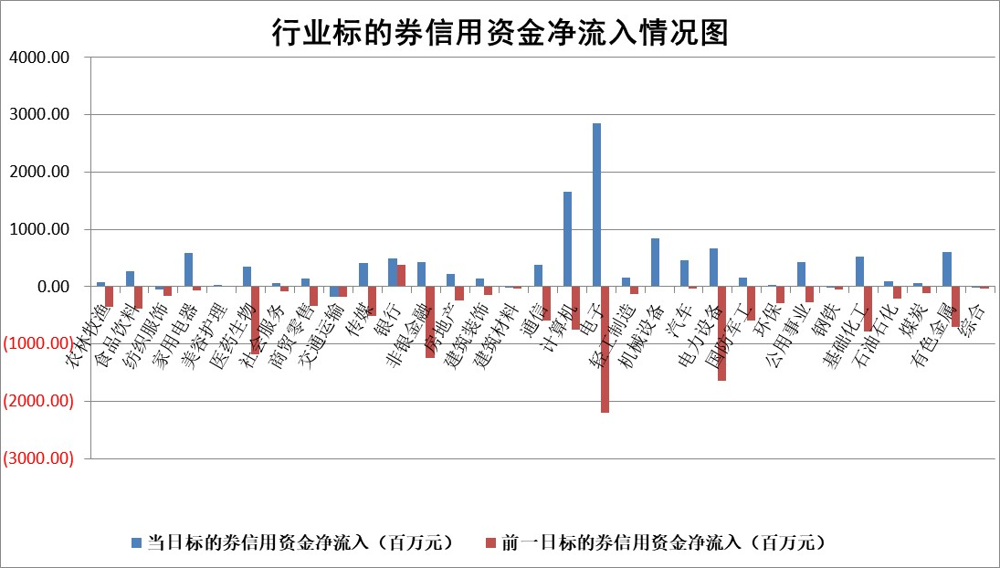 行业标的券信用资金净流入情况图
4000.00
3000.00
2000.00
1000.00
0.00
(1000.00)
(2000.00)
(3000.00)
农林牧渔
食品饮料
纺织服饰
家用电器
美容护理
医药生物
社会服务
商贸零售
交通运输
传媒
银行
非银金融
房地产
建筑装饰
建筑材料
通信
计算机
电子
轻工制造
机械设备
汽车
电力设备
国防军工
环保
公用事业
钢铁
基础化工
石油石化
煤炭
有色金属
综合
当日标的券信用资金净流入（百万元）
前一日标的券信用资金净流入（百万元）